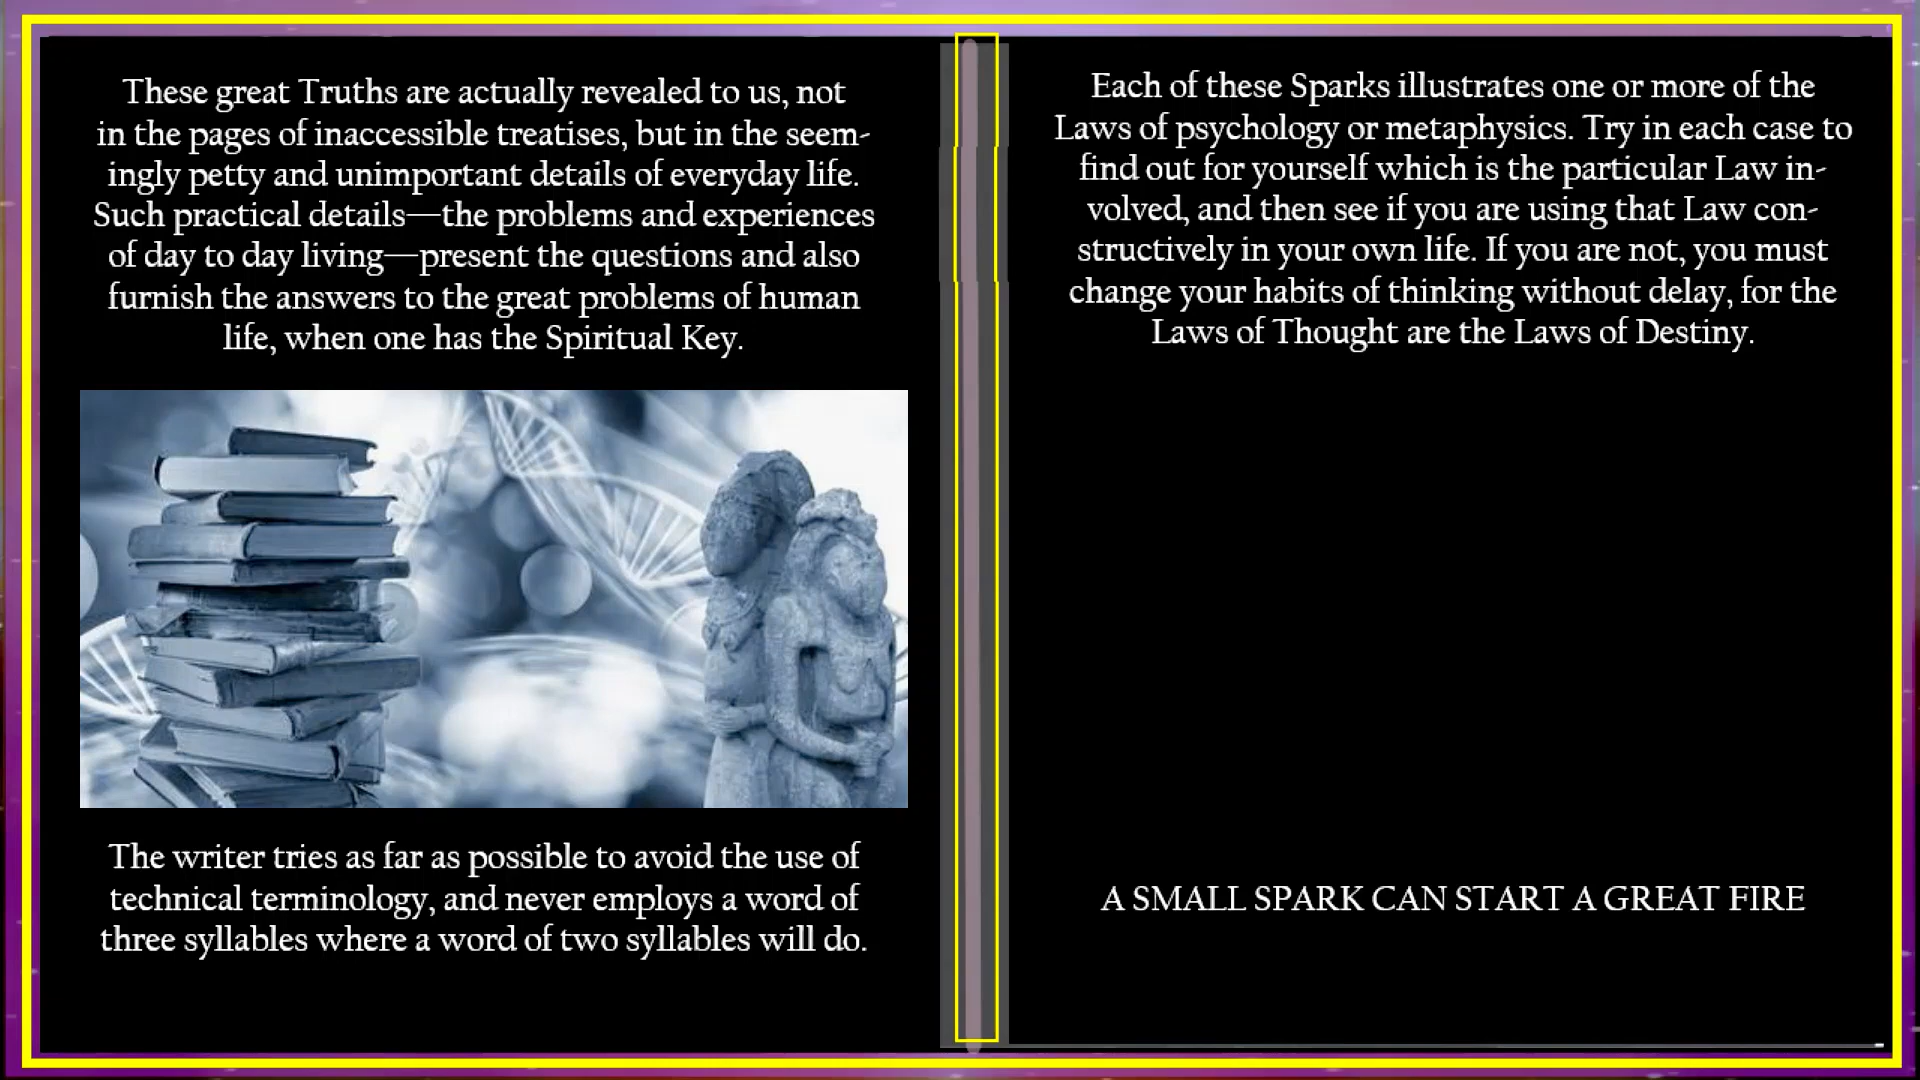 These great Truths are actually revealed to us, not
in the pages of inaccessible treatises, but in the seem-
ingly petty and unimportant details of everyday life.
Such practical details—the problems and experiences
of day to day living—present the questions and also
furnish the answers to the great problems of human
life, when one has the Spiritual Key.
The writer tries as far as possible to avoid the use of
technical terminology, and never employs a word of
three syllables where a word of two syllables will do.
Each of these Sparks illustrates one or more of the
Laws of psychology or metaphysics. Try in each case to
find out for yourself which is the particular Law in-
volved, and then see if you are using that Law con-
structively in your own life. If you are not, you must
change your habits of thinking without delay, for the
Laws of Thought are the Laws of Destiny.
A SMALL SPARK CAN START A GREAT FIRE